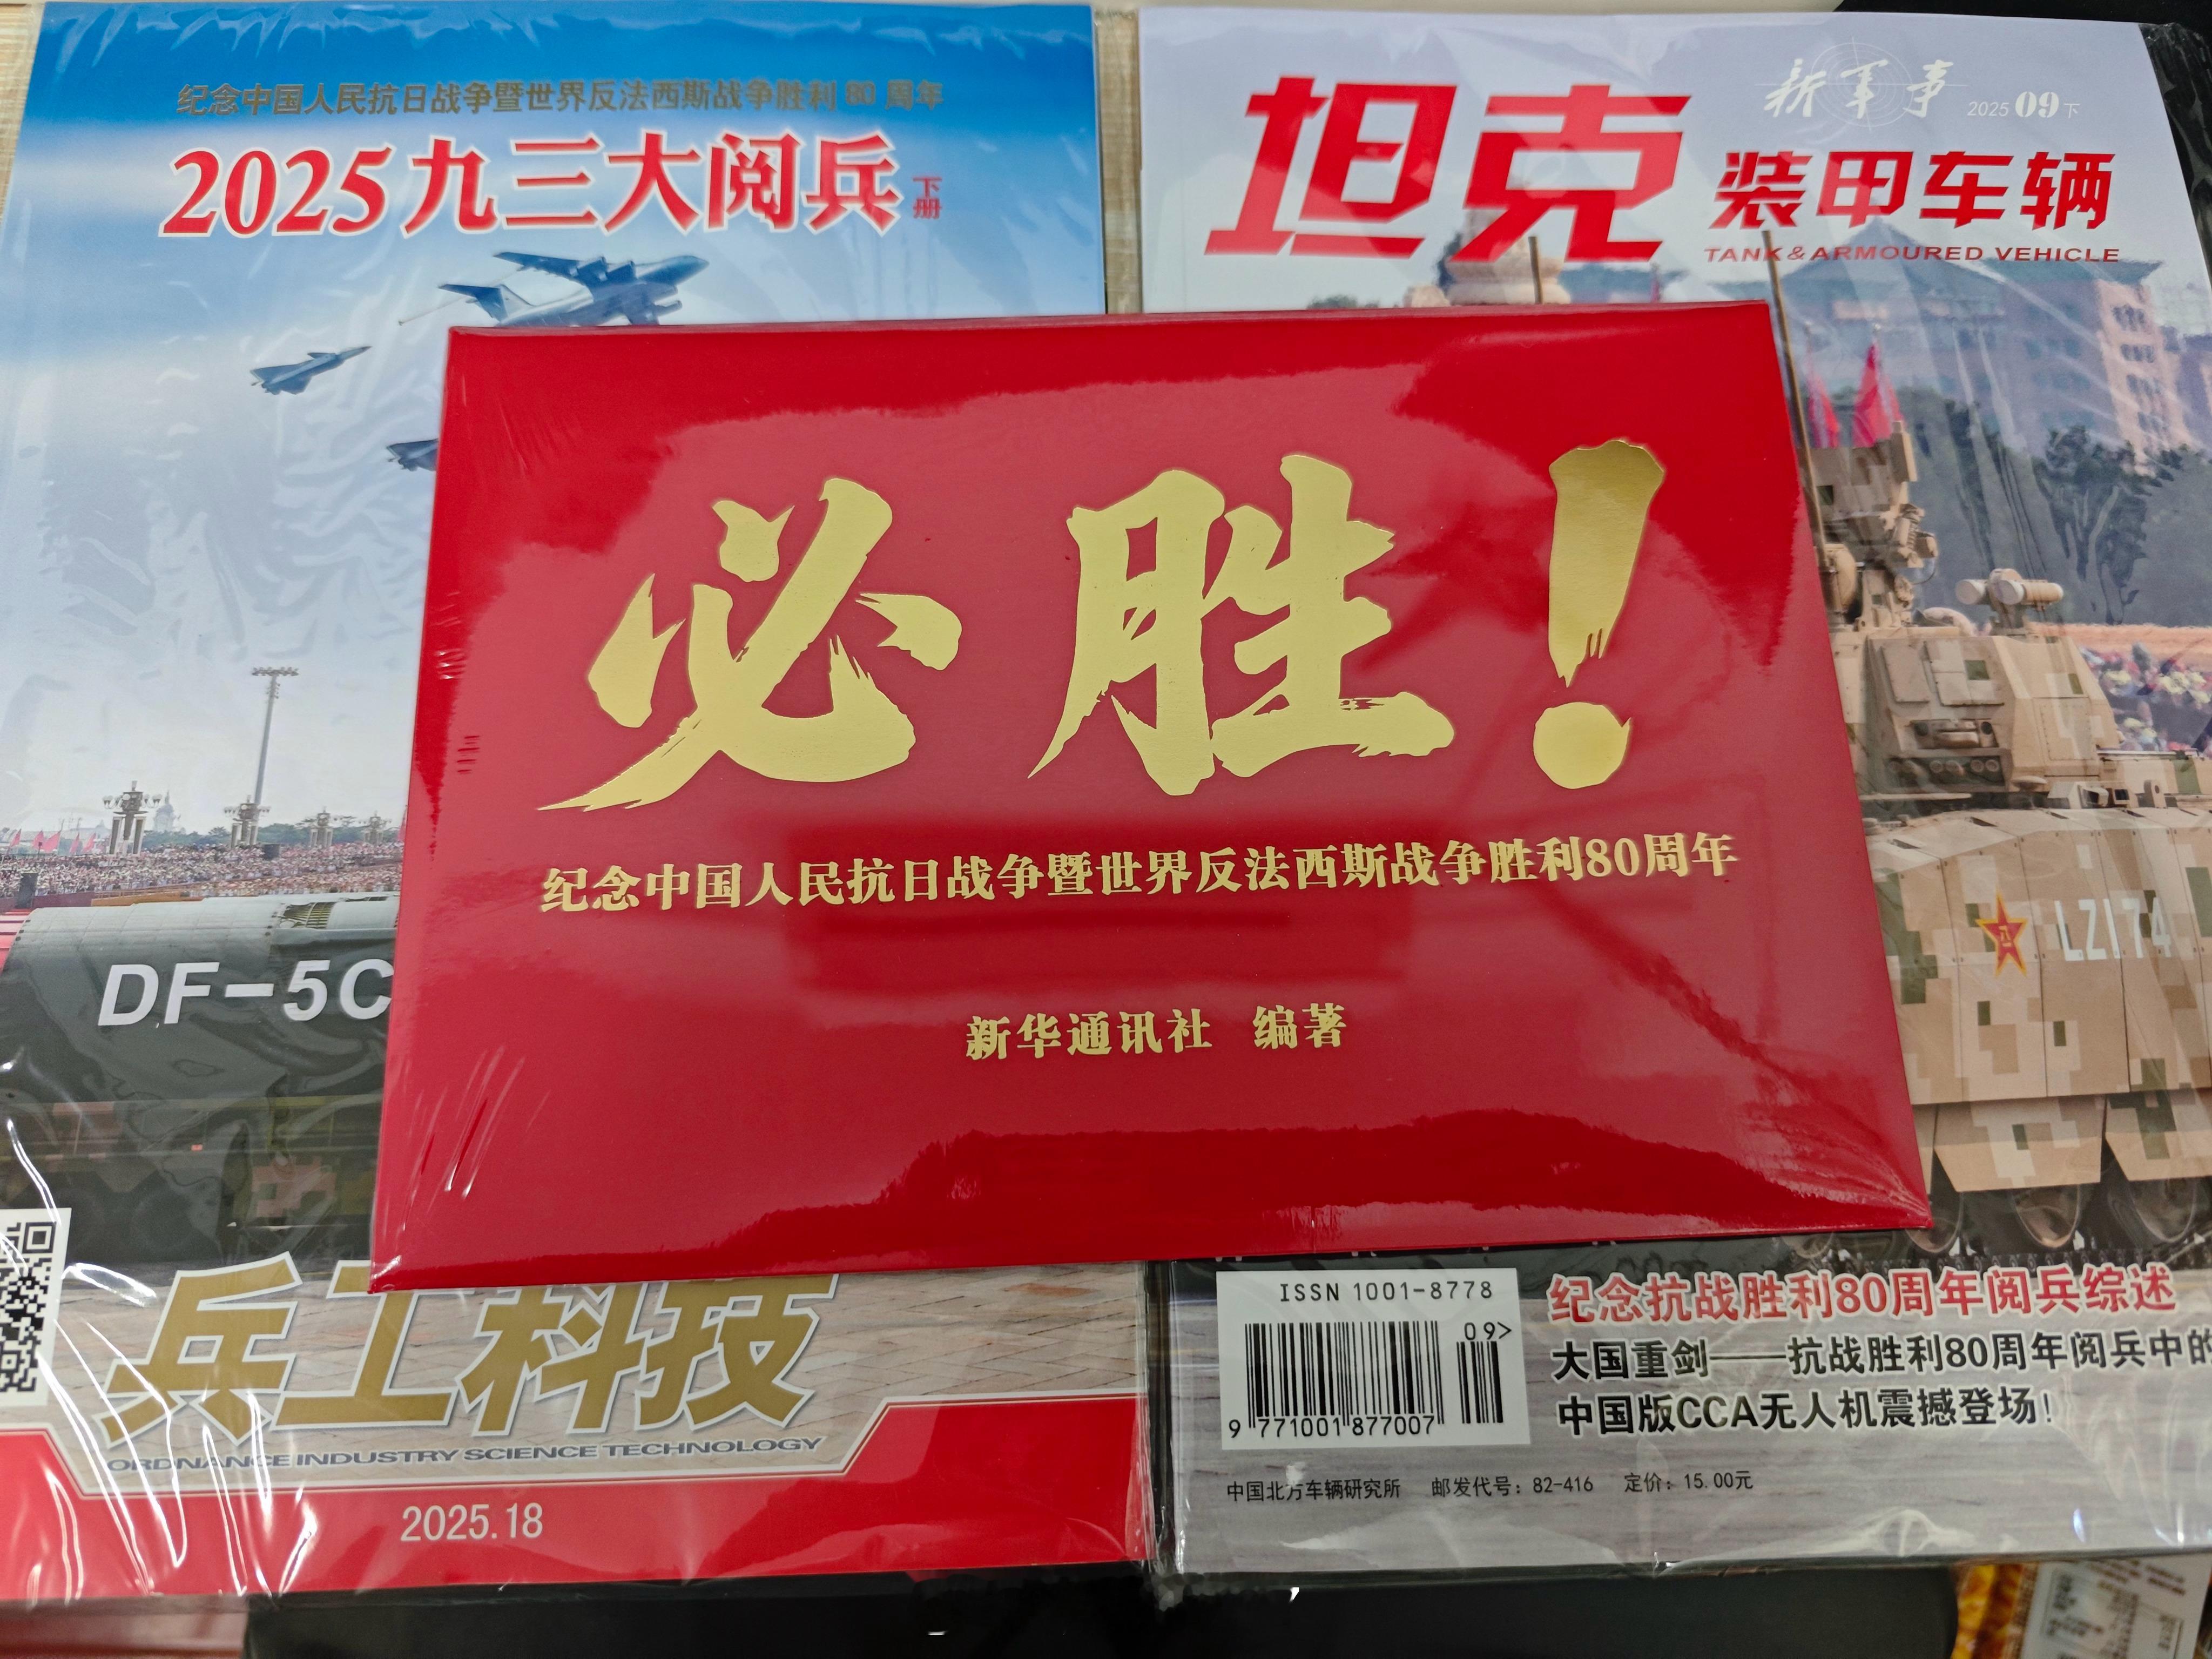 纪念中国人民抗日战争暨世界反法西斯战争胜利80周年
2025九三大阅兵 下册
DF-5C
兵工科技
ORDNANCE INDUSTRY SCIENCE TECHNOLOGY
2025.18
新军事 2025 09下
坦克装甲车辆
TANK&ARMOURED VEHICLE
必胜!
纪念中国人民抗日战争暨世界反法西斯战争胜利80周年
新华通讯社 编著
八一
LZ174
ISSN 1001-8778
09>
9 771001 877007
纪念抗战胜利80周年阅兵综述
大国重剑——抗战胜利80周年阅兵中的
中国版CCA无人机震撼登场!
中国北方车辆研究所 邮发代号:82-416 定价:15.00元